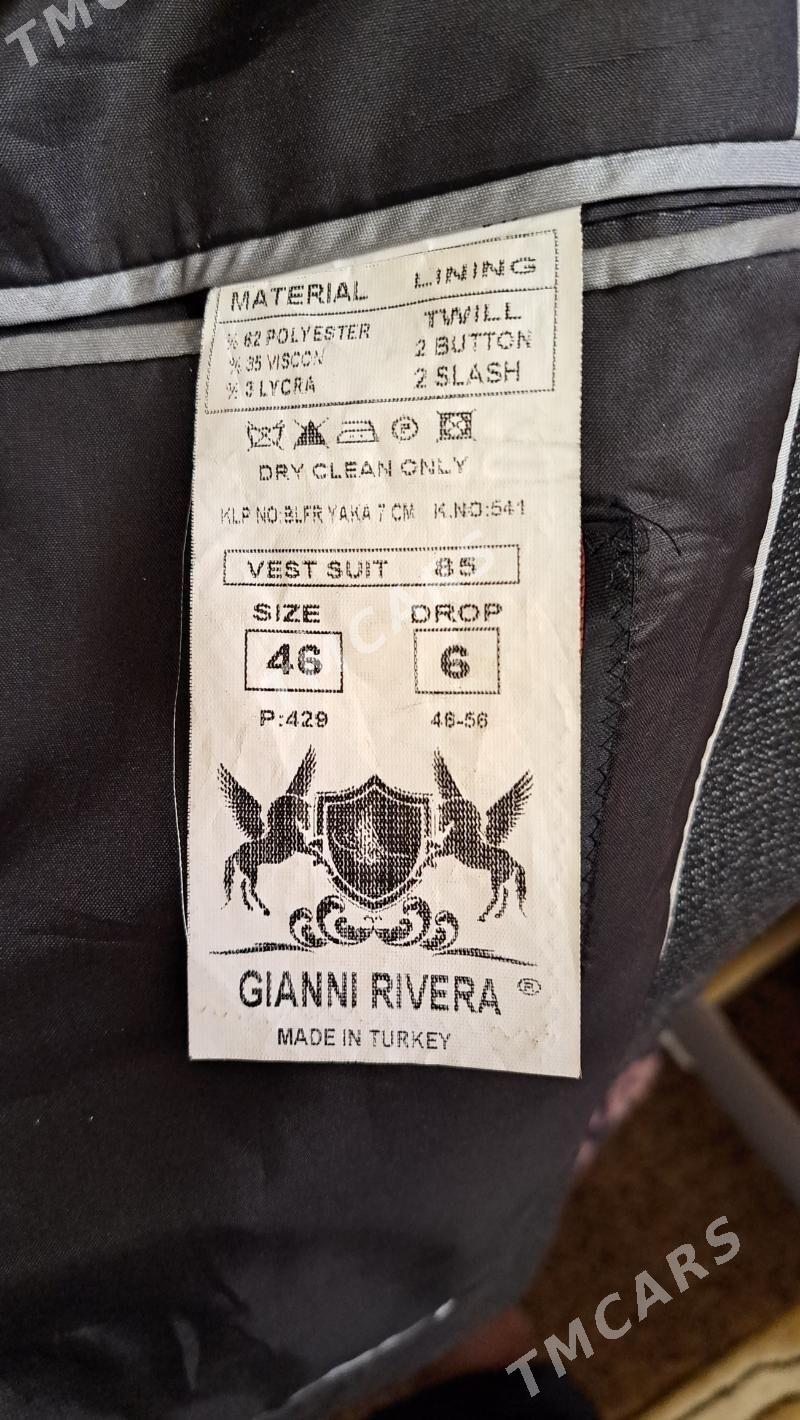 TMCARS
MATERIAL LINING
% 62 POLYESTER TWILL
% 35 VISCON 2 BUTTON
% 3 LYCRA 2 SLASH
DRY CLEAN ONLY
KLP NO:BLFR YAKA 7 CM K.NO:541
VEST SUIT 85
TMCARS
SIZE DROP
46 6
P:429 46-56
GIANNI RIVERA ®
MADE IN TURKEY
TMCARS